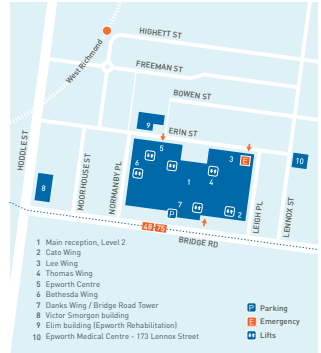 HIGHETT ST
West Richmond
FREEMAN ST
BOWEN ST
9
ERIN ST
HODDLE ST
5
6
3 E
4
10
1
MOORHOUSE ST
NORMANBY PL
8
7
P
2
LEIGH PL
LENNOX ST
48-75
BRIDGE RD
1 Main reception, Level 2
2 Cato Wing
3 Lee Wing
4 Thomas Wing
5 Epworth Centre
6 Bethesda Wing
7 Danks Wing / Bridge Road Tower
8 Victor Smorgon building
9 Elim building (Epworth Rehabilitation)
10 Epworth Medical Centre - 173 Lennox Street
P Parking
E Emergency
Lifts